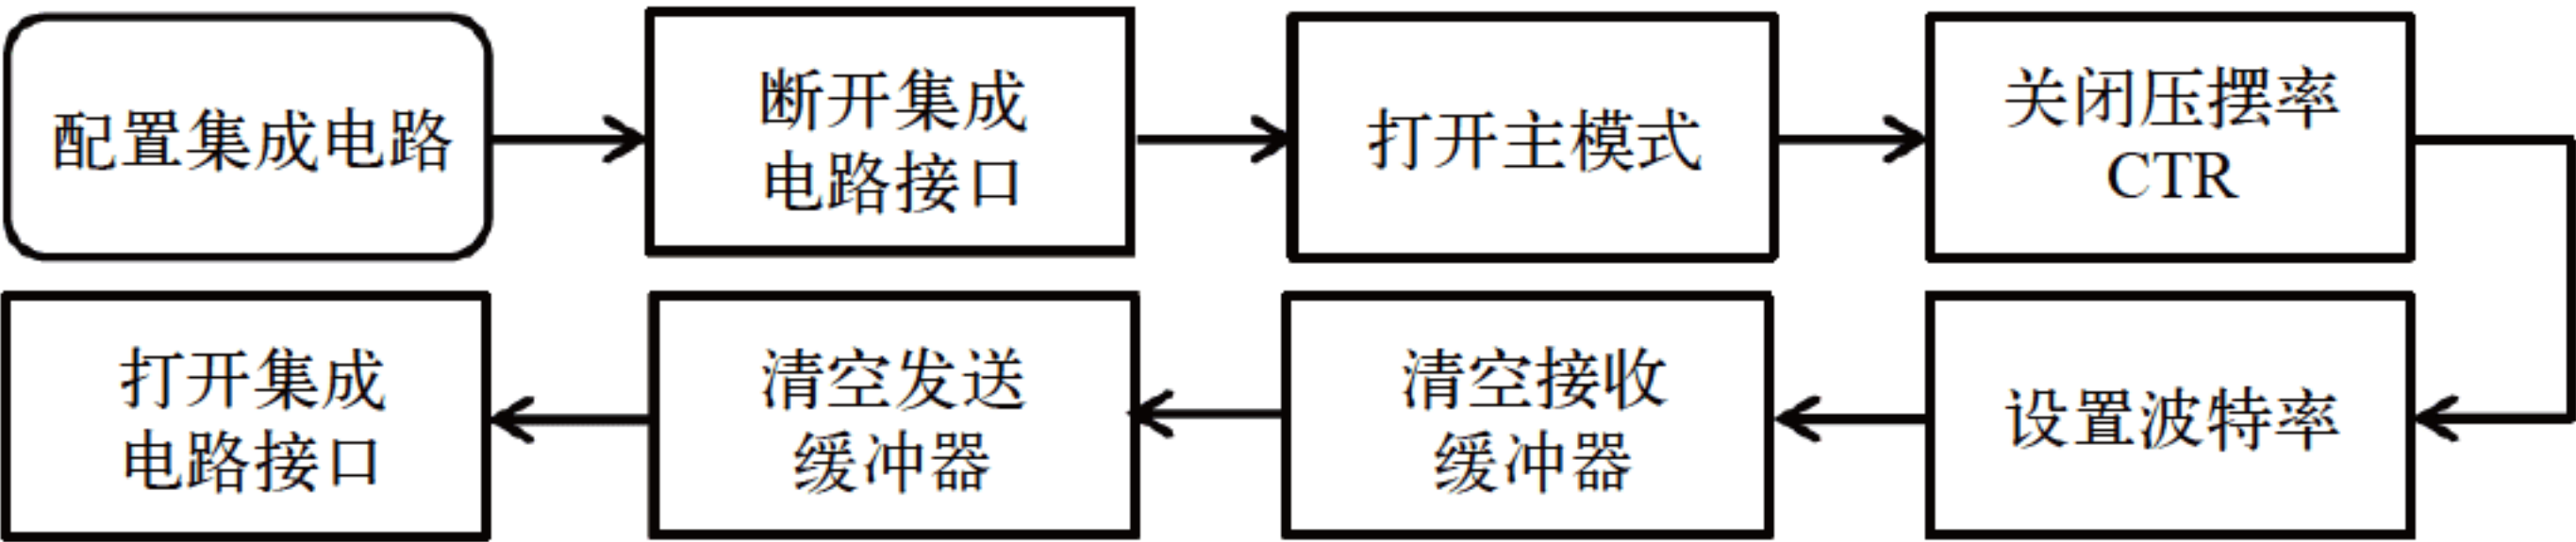 配置集成电路
断开集成
电路接口
打开主模式
关闭压摆率
CTR
设置波特率
清空接收
缓冲器
清空发送
缓冲器
打开集成
电路接口